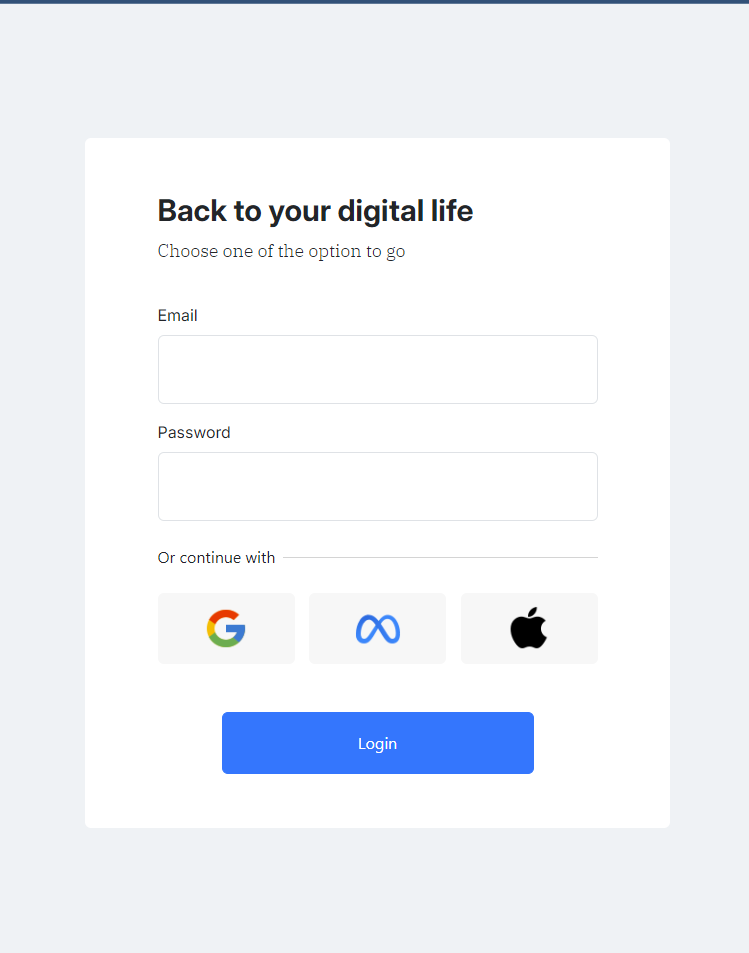 Back to your digital life
Choose one of the option to go
Email
Password
Or continue with
Login